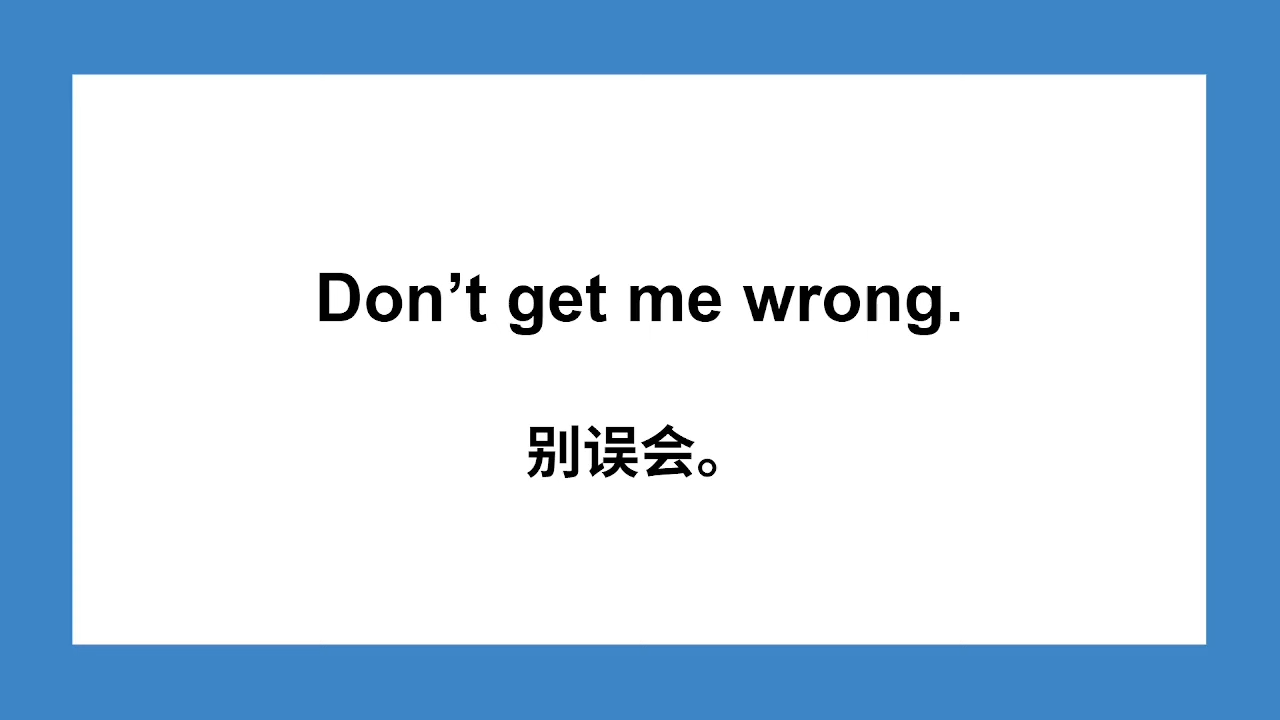 Don’t get me wrong.
别误会。